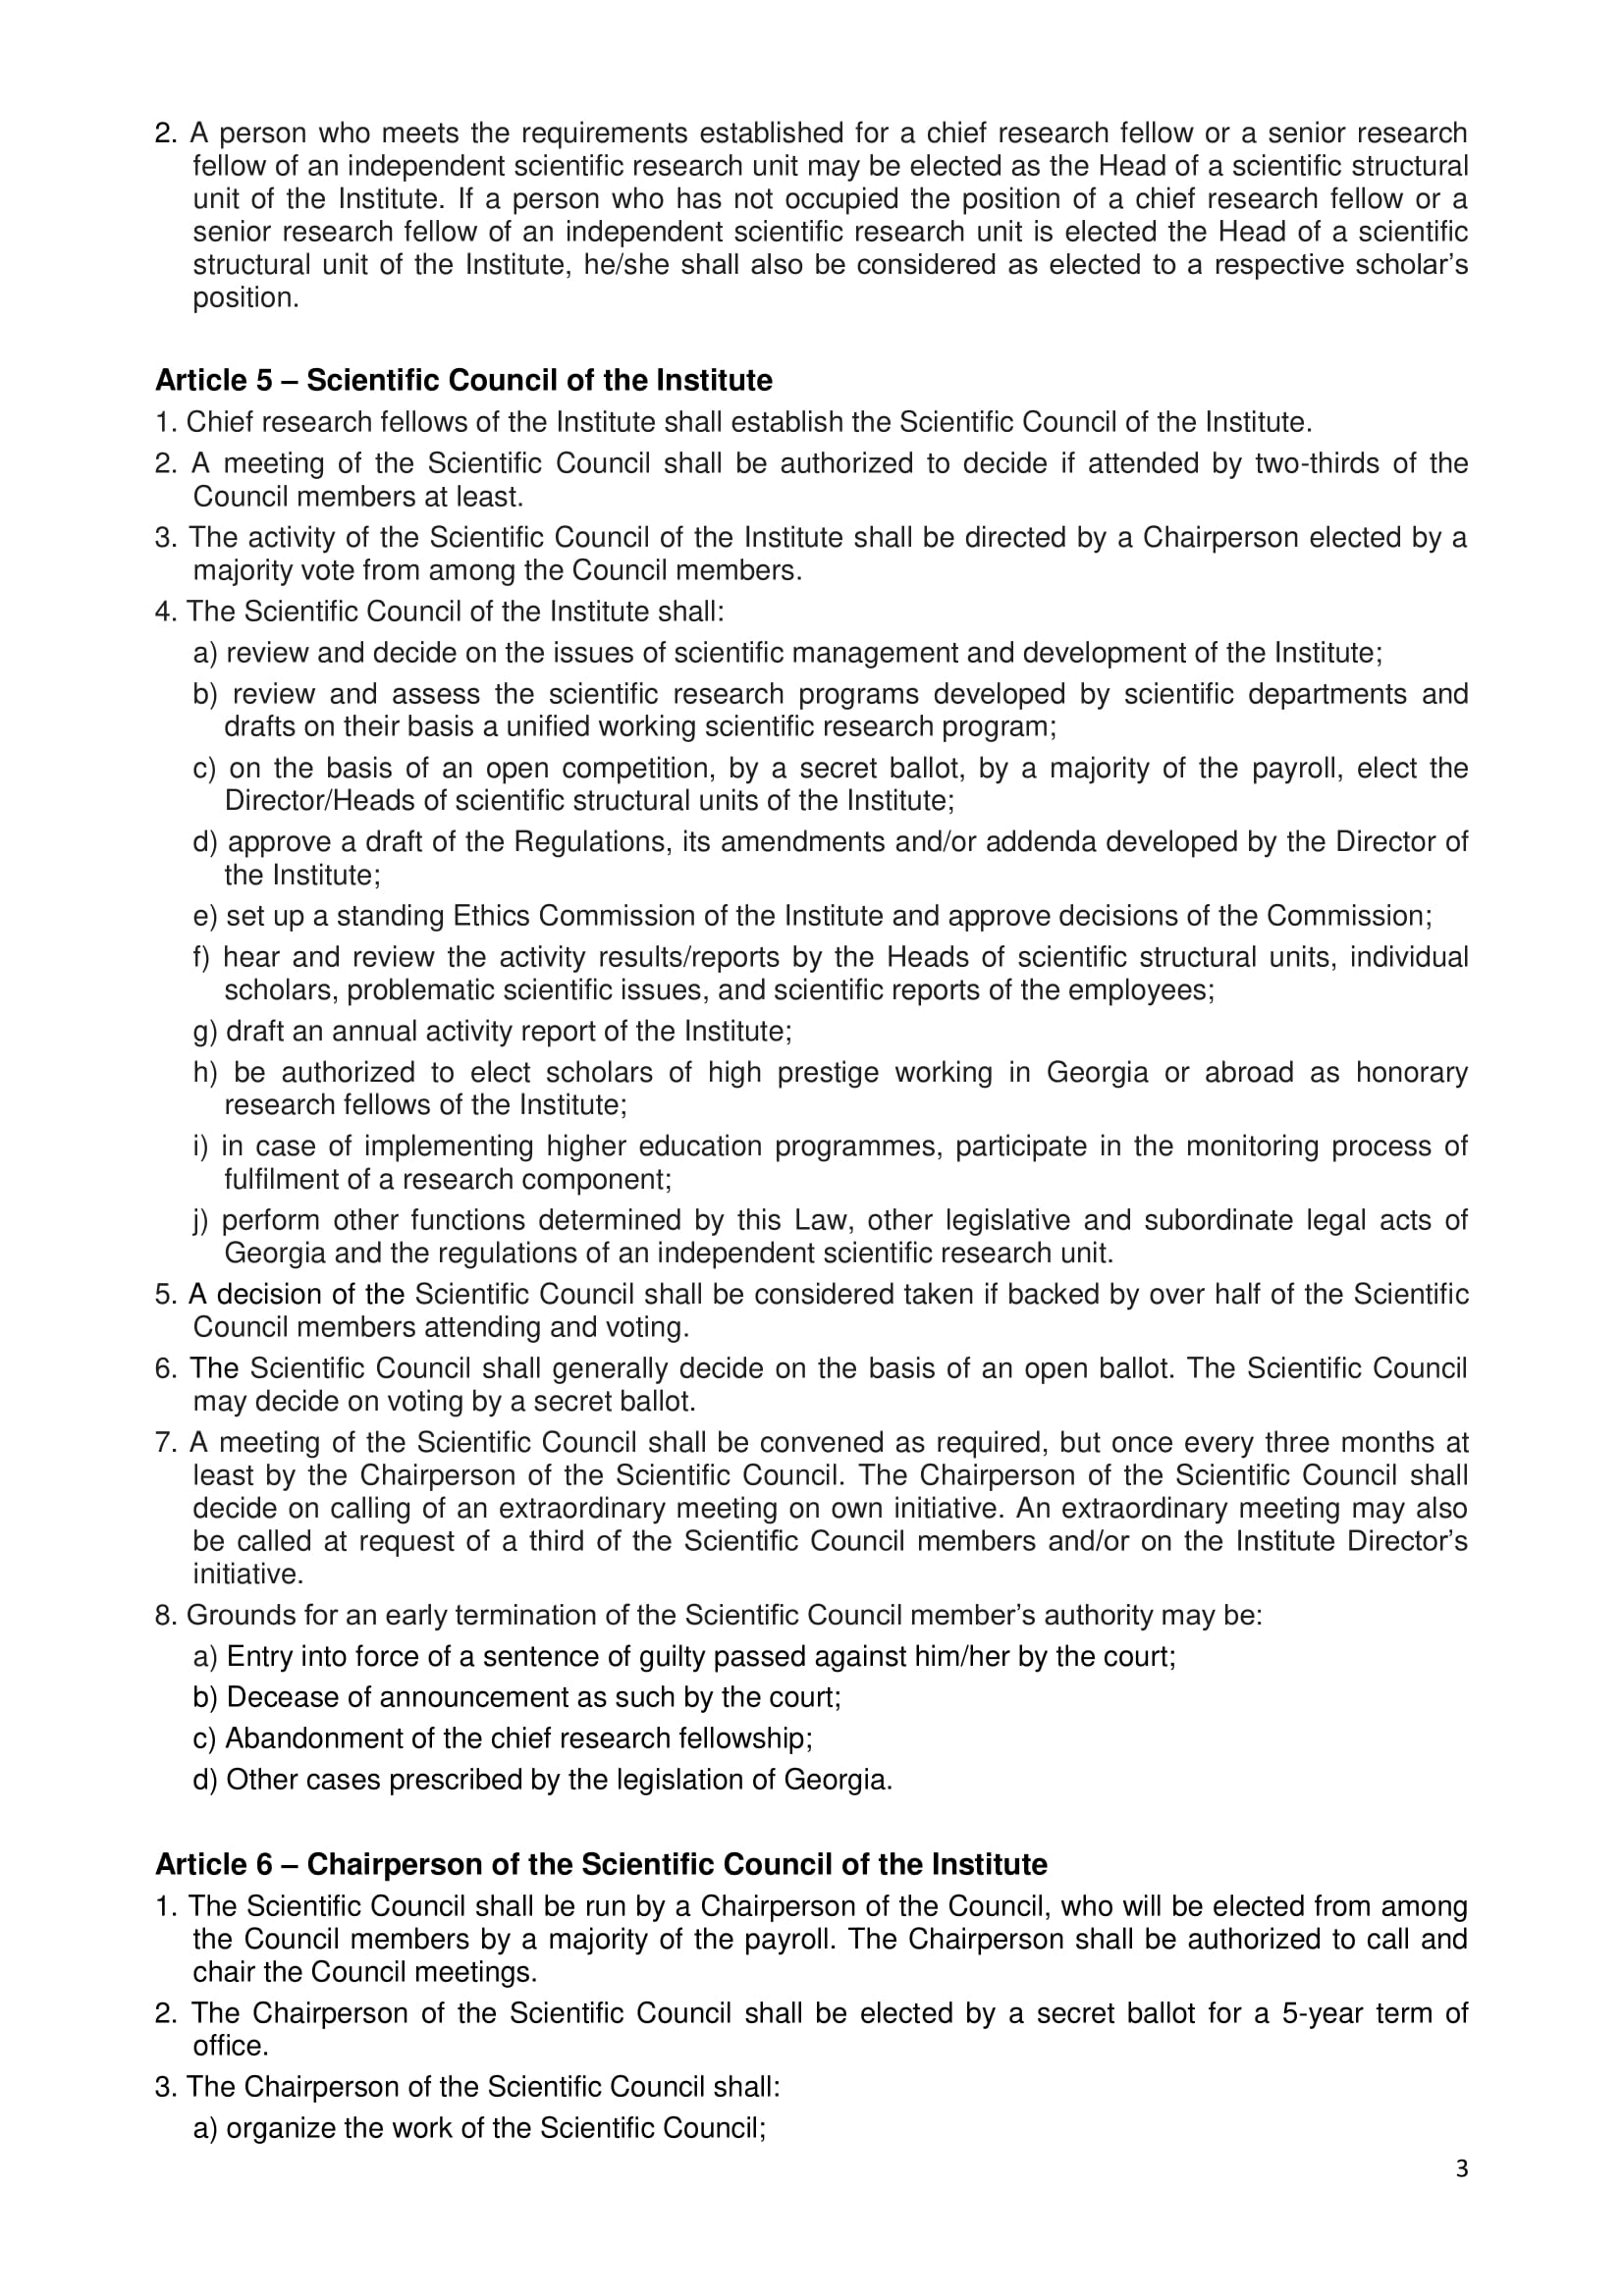 2. A person who meets the requirements established for a chief research fellow or a senior research
fellow of an independent scientific research unit may be elected as the Head of a scientific structural
unit of the Institute. If a person who has not occupied the position of a chief research fellow or a
senior research fellow of an independent scientific research unit is elected the Head of a scientific
structural unit of the Institute, he/she shall also be considered as elected to a respective scholar’s
position.
Article 5 – Scientific Council of the Institute
1. Chief research fellows of the Institute shall establish the Scientific Council of the Institute.
2. A meeting of the Scientific Council shall be authorized to decide if attended by two-thirds of the
Council members at least.
3. The activity of the Scientific Council of the Institute shall be directed by a Chairperson elected by a
majority vote from among the Council members.
4. The Scientific Council of the Institute shall:
a) review and decide on the issues of scientific management and development of the Institute;
b) review and assess the scientific research programs developed by scientific departments and
drafts on their basis a unified working scientific research program;
c) on the basis of an open competition, by a secret ballot, by a majority of the payroll, elect the
Director/Heads of scientific structural units of the Institute;
d) approve a draft of the Regulations, its amendments and/or addenda developed by the Director of
the Institute;
e) set up a standing Ethics Commission of the Institute and approve decisions of the Commission;
f) hear and review the activity results/reports by the Heads of scientific structural units, individual
scholars, problematic scientific issues, and scientific reports of the employees;
g) draft an annual activity report of the Institute;
h) be authorized to elect scholars of high prestige working in Georgia or abroad as honorary
research fellows of the Institute;
i) in case of implementing higher education programmes, participate in the monitoring process of
fulfilment of a research component;
j) perform other functions determined by this Law, other legislative and subordinate legal acts of
Georgia and the regulations of an independent scientific research unit.
5. A decision of the Scientific Council shall be considered taken if backed by over half of the Scientific
Council members attending and voting.
6. The Scientific Council shall generally decide on the basis of an open ballot. The Scientific Council
may decide on voting by a secret ballot.
7. A meeting of the Scientific Council shall be convened as required, but once every three months at
least by the Chairperson of the Scientific Council. The Chairperson of the Scientific Council shall
decide on calling of an extraordinary meeting on own initiative. An extraordinary meeting may also
be called at request of a third of the Scientific Council members and/or on the Institute Director’s
initiative.
8. Grounds for an early termination of the Scientific Council member’s authority may be:
a) Entry into force of a sentence of guilty passed against him/her by the court;
b) Decease of announcement as such by the court;
c) Abandonment of the chief research fellowship;
d) Other cases prescribed by the legislation of Georgia.
Article 6 – Chairperson of the Scientific Council of the Institute
1. The Scientific Council shall be run by a Chairperson of the Council, who will be elected from among
the Council members by a majority of the payroll. The Chairperson shall be authorized to call and
chair the Council meetings.
2. The Chairperson of the Scientific Council shall be elected by a secret ballot for a 5-year term of
office.
3. The Chairperson of the Scientific Council shall:
a) organize the work of the Scientific Council;
3